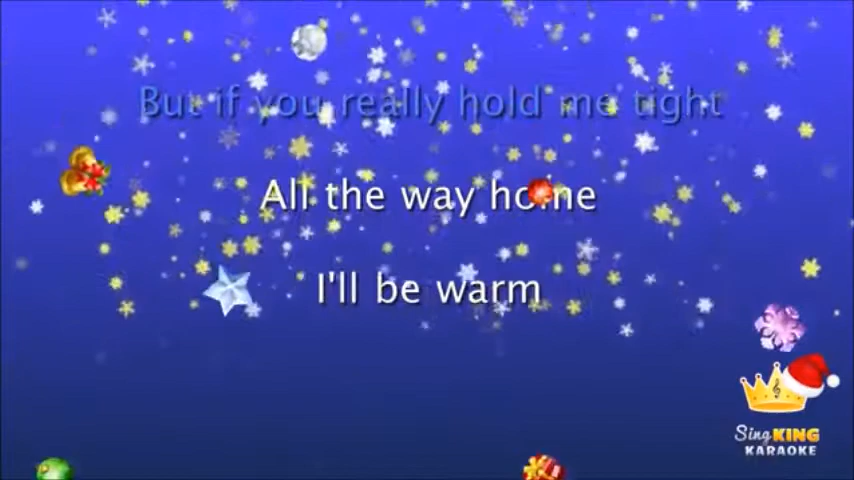 But if you really hold me tight
All the way home
I'll be warm
Sing KING
KARAOKE